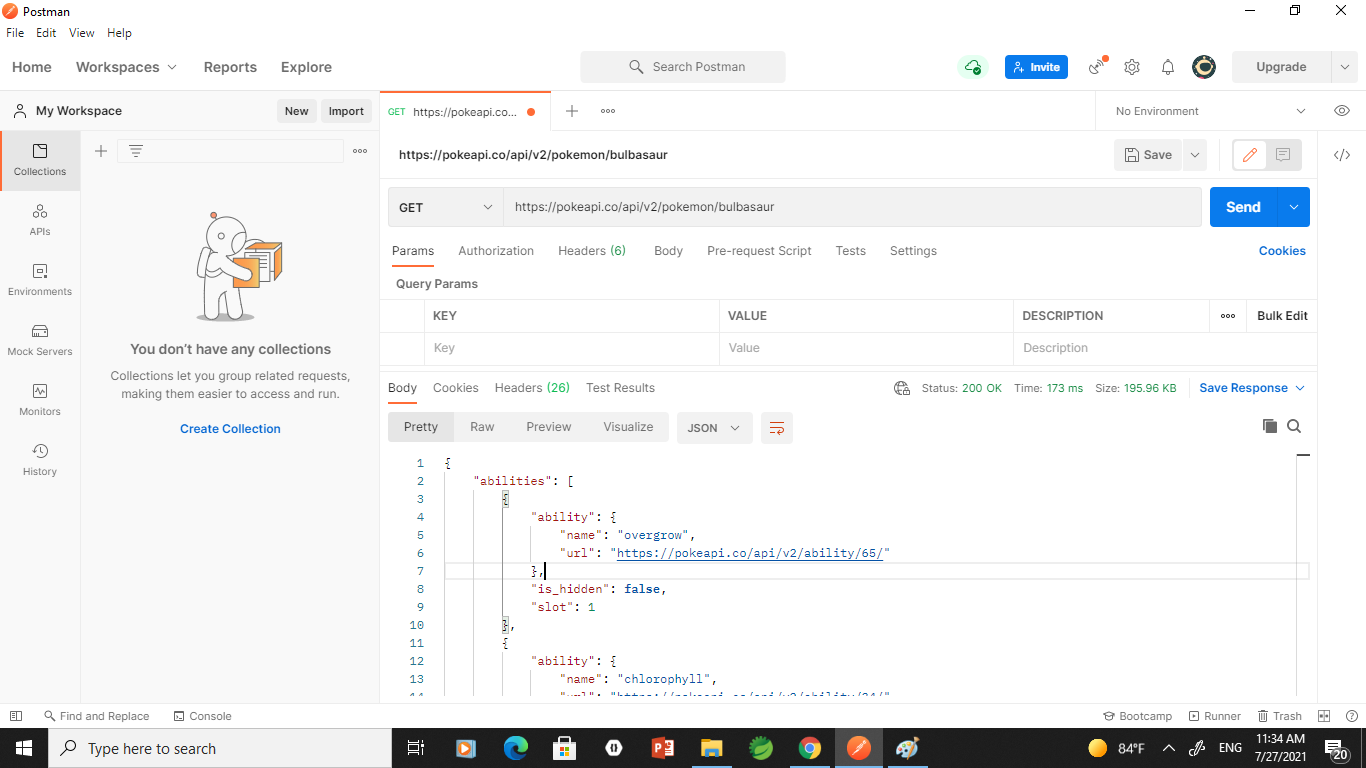 Postman
File Edit View Help
Home Workspaces Reports Explore Search Postman Invite Upgrade
My Workspace New Import GET https://pokeapi.co... No Environment
https://pokeapi.co/api/v2/pokemon/bulbasaur Save
Collections
APIs
Environments
Mock Servers
Monitors
History
You don't have any collections
Collections let you group related requests,
making them easier to access and run.
Create Collection
GET https://pokeapi.co/api/v2/pokemon/bulbasaur Send
Params Authorization Headers (6) Body Pre-request Script Tests Settings Cookies
Query Params
KEY VALUE DESCRIPTION Bulk Edit
Key Value Description
Body Cookies Headers (26) Test Results Status: 200 OK Time: 173 ms Size: 195.96 KB Save Response
Pretty Raw Preview Visualize JSON
1 {
2 "abilities": [
3 {
4 "ability": {
5 "name": "overgrow",
6 "url": "https://pokeapi.co/api/v2/ability/65/"
7 },
8 "is_hidden": false,
9 "slot": 1
10 },
11 {
12 "ability": {
13 "name": "chlorophyll",
14 "url": "https://pokeapi.co/api/v2/ability/34/"
Find and Replace Console Bootcamp Runner Trash
Type here to search 84°F ENG 11:34 AM
7/27/2021 20